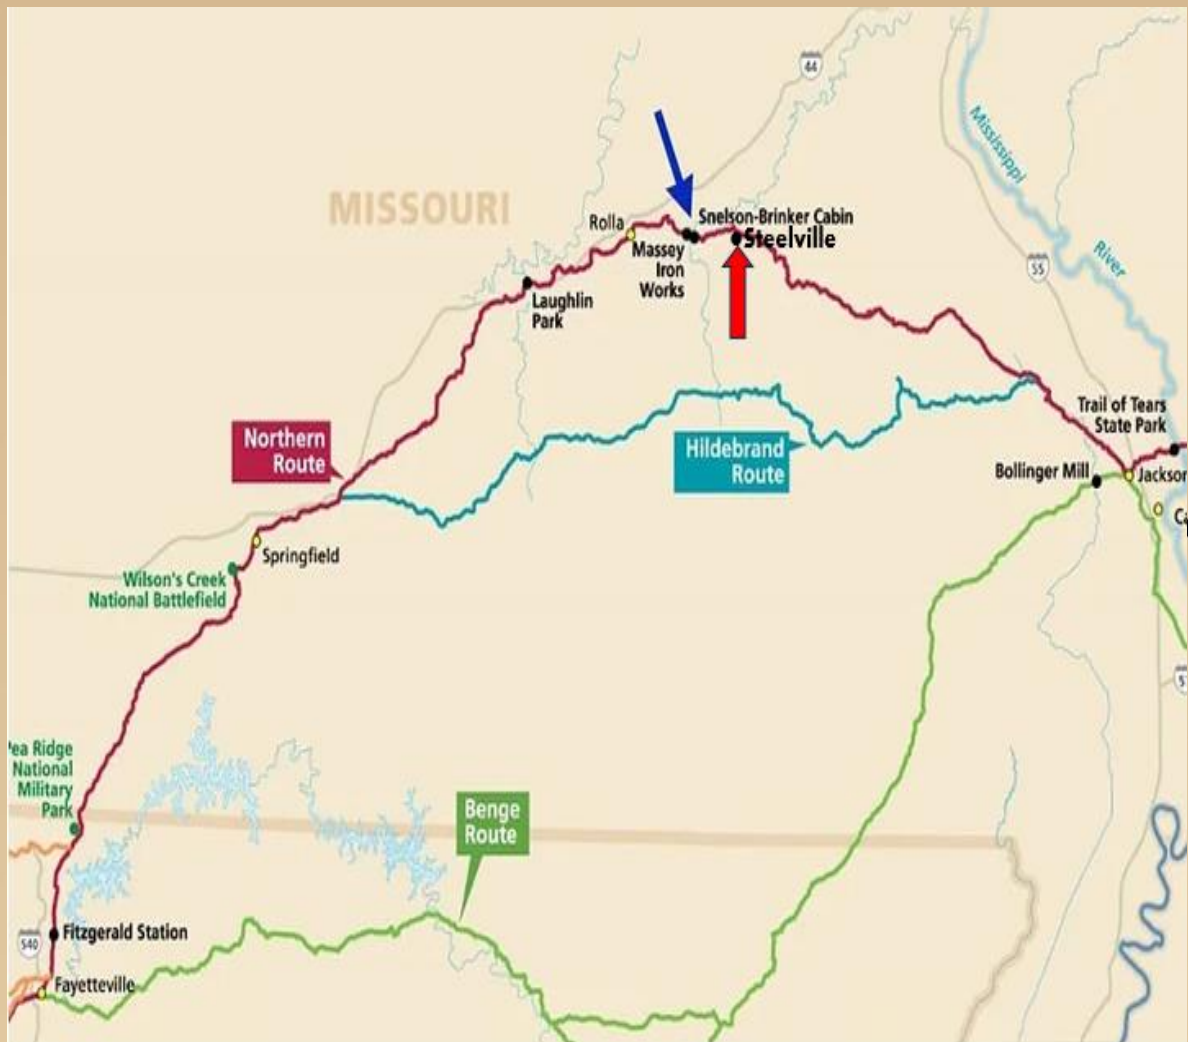 44
Mississippi
MISSOURI
Snelson-Brinker Cabin
Rolla
Steelville
Massey
Iron
Works
River
55
Laughlin
Park
Trail of Tears
State Park
Northern
Route
Hildebrand
Route
Bollinger Mill
Jackson
Springfield
Wilson's Creek
National Battlefield
Pea Ridge
National
Military
Park
Benge
Route
Fitzgerald Station
540
Fayetteville